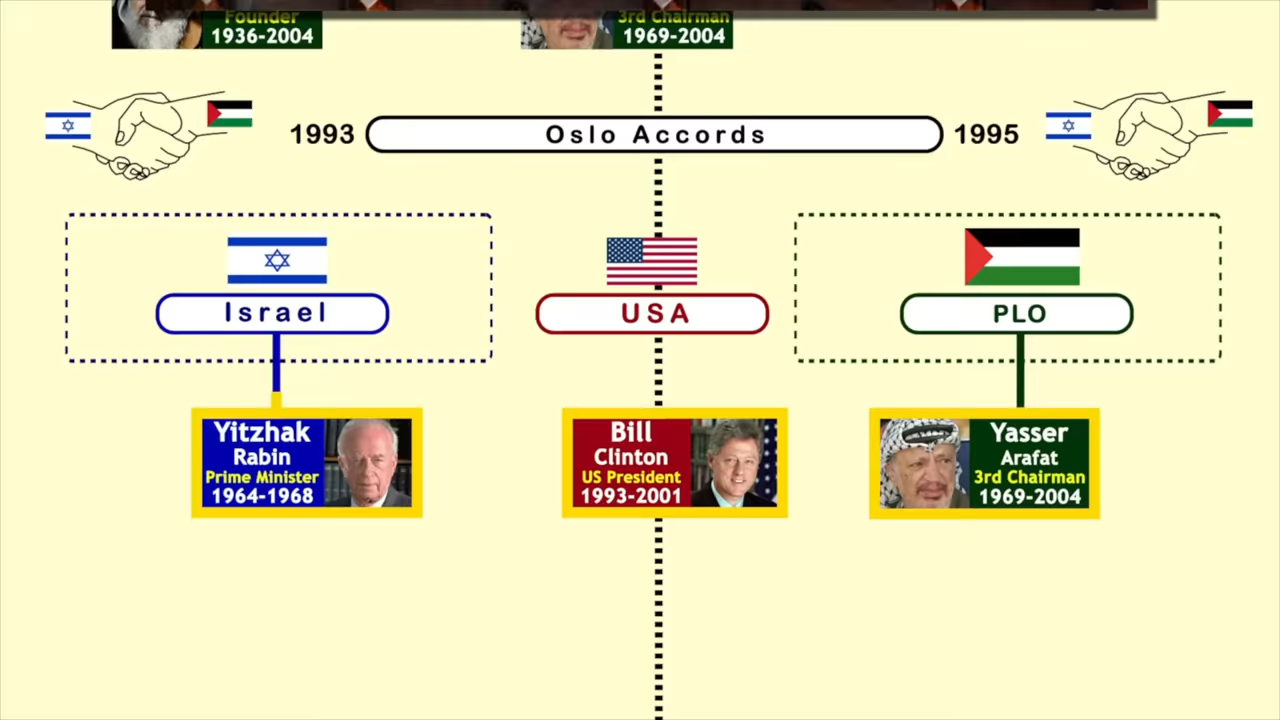 Founder
1936-2004
3rd Chairman
1969-2004
1993
Oslo Accords
1995
Israel
USA
PLO
Yitzhak
Rabin
Prime Minister
1964-1968
Bill
Clinton
US President
1993-2001
Yasser
Arafat
3rd Chairman
1969-2004